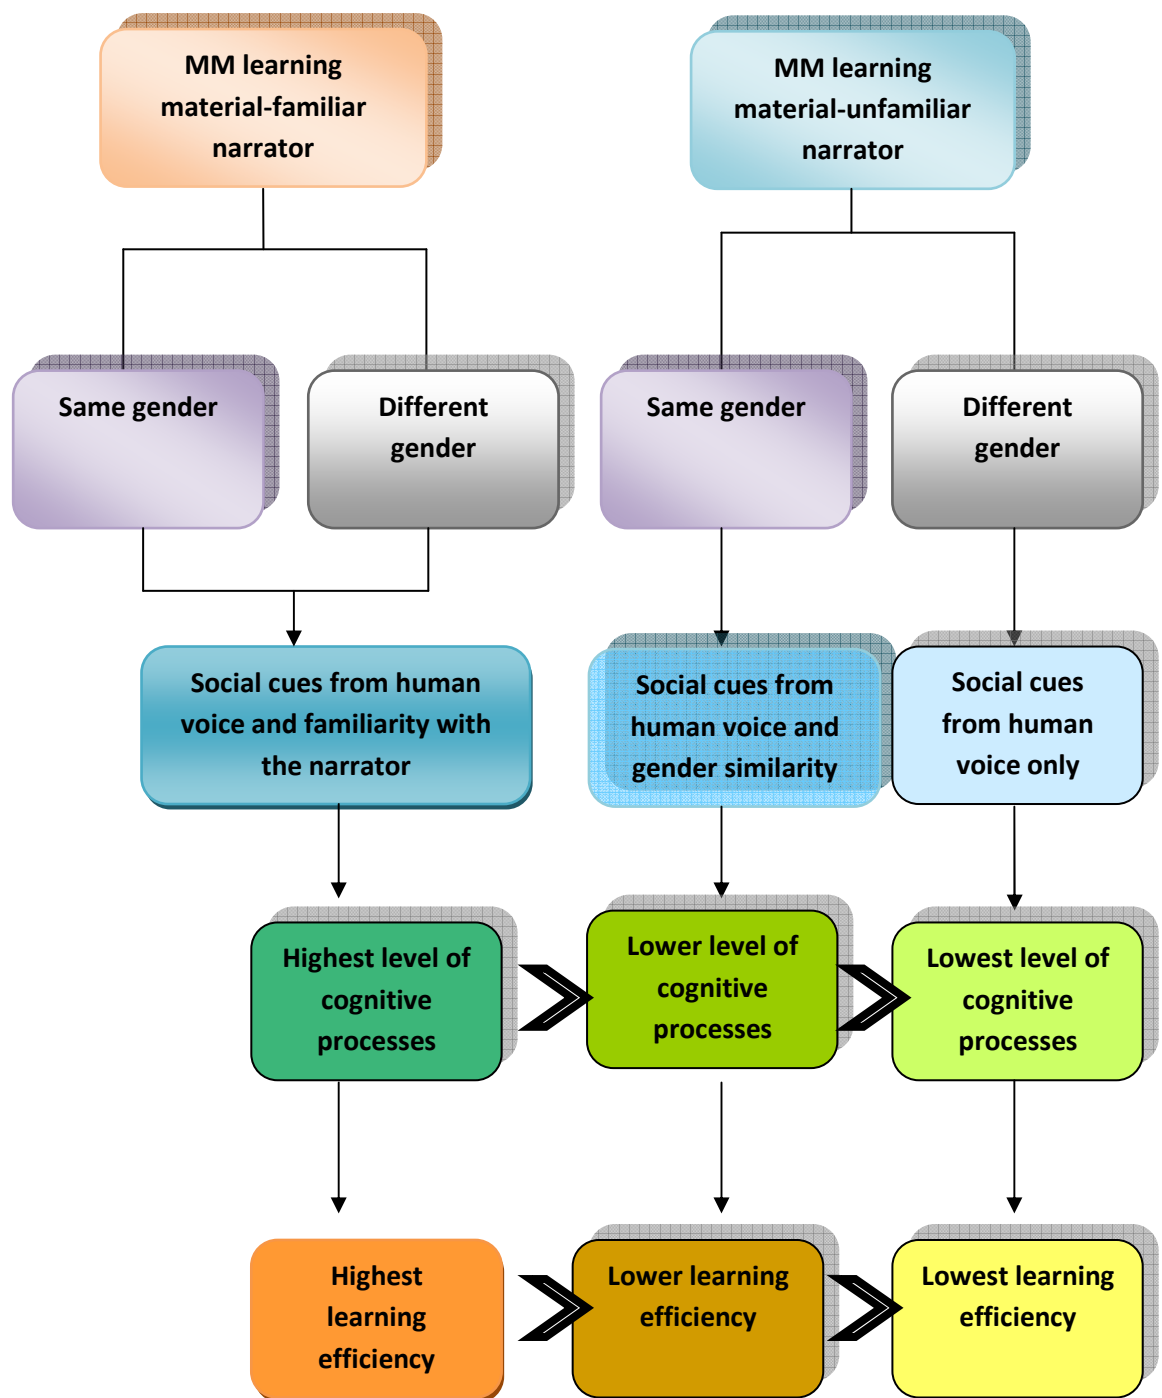 MM learning
material-familiar
narrator
MM learning
material-unfamiliar
narrator
Same gender
Different
gender
Same gender
Different
gender
Social cues from human
voice and familiarity with
the narrator
Social cues from
human voice and
gender similarity
Social cues
from human
voice only
Highest level of
cognitive
processes
Lower level of
cognitive
processes
Lowest level of
cognitive
processes
Highest
learning
efficiency
Lower learning
efficiency
Lowest learning
efficiency